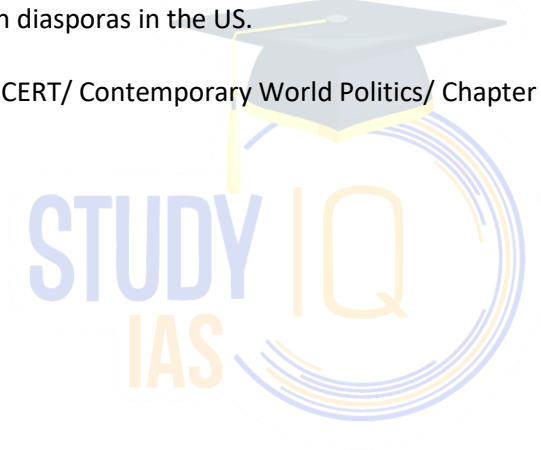 n diasporas in the US.
CERT/ Contemporary World Politics/ Chapter
STUDY IQ
IAS